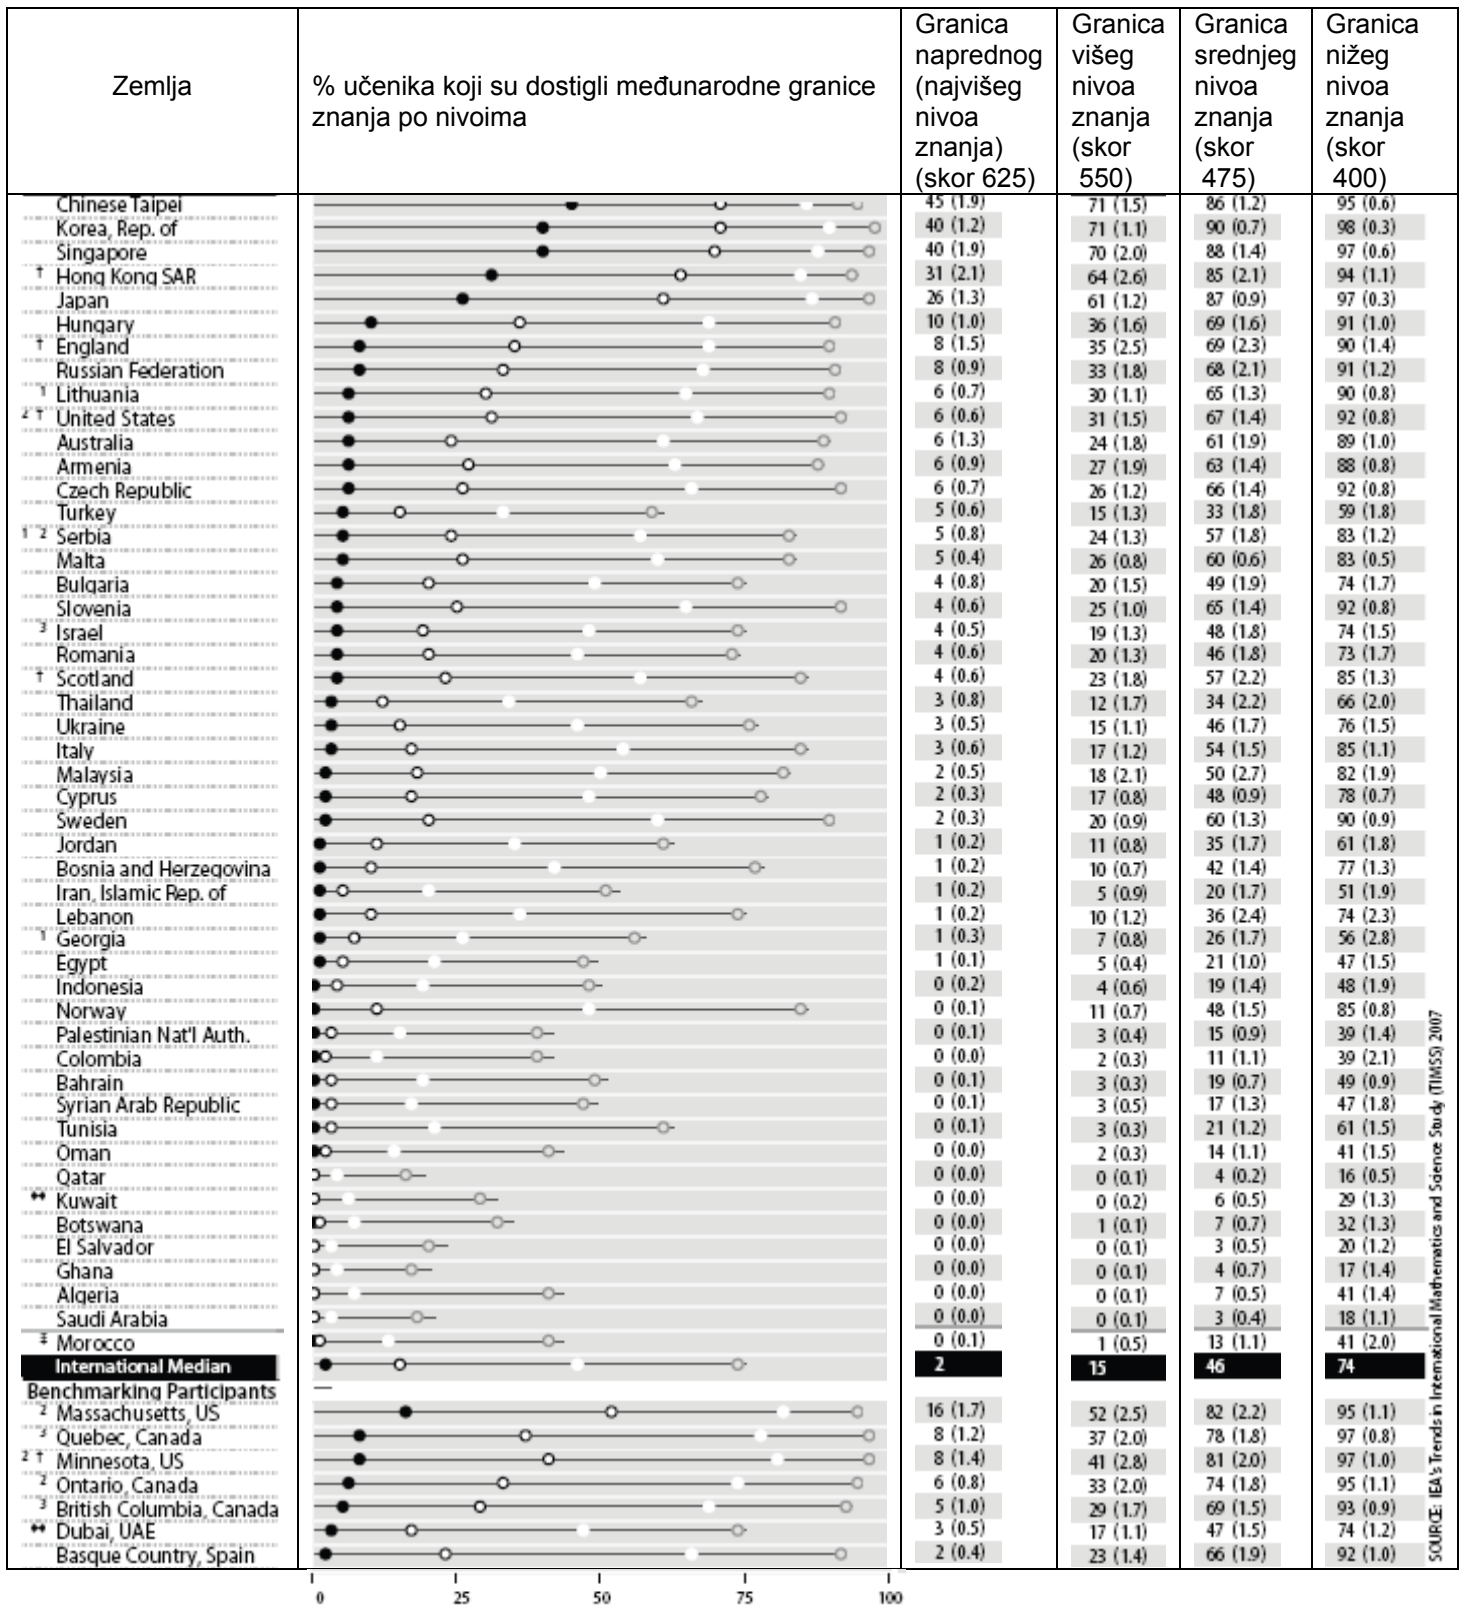 Zemlja
% učenika koji su dostigli međunarodne granice
znanja po nivoima
Granica
naprednog
(najvišeg
nivoa
znanja)
(skor 625)
Granica
višeg
nivoa
znanja
(skor
550)
Granica
srednjeg
nivoa
znanja
(skor
475)
Granica
nižeg
nivoa
znanja
(skor
400)
Chinese Taipei 45 (1.9) 71 (1.5) 86 (1.2) 95 (0.6)
Korea, Rep. of 40 (1.2) 71 (1.1) 90 (0.7) 98 (0.3)
Singapore 40 (1.9) 70 (2.0) 88 (1.4) 97 (0.6)
† Hong Kong SAR 31 (2.1) 64 (2.6) 85 (2.1) 94 (1.1)
Japan 26 (1.3) 61 (1.2) 87 (0.9) 97 (0.3)
Hungary 10 (1.0) 36 (1.6) 69 (1.6) 91 (1.0)
† England 8 (1.5) 35 (2.5) 69 (2.3) 90 (1.4)
Russian Federation 8 (0.9) 33 (1.8) 68 (2.1) 91 (1.2)
1 Lithuania 6 (0.7) 30 (1.1) 65 (1.3) 90 (0.8)
2 † United States 6 (0.6) 31 (1.5) 67 (1.4) 92 (0.8)
Australia 6 (1.3) 24 (1.8) 61 (1.9) 89 (1.0)
Armenia 6 (0.9) 27 (1.9) 63 (1.4) 88 (0.8)
Czech Republic 6 (0.7) 26 (1.2) 66 (1.4) 92 (0.8)
Turkey 5 (0.6) 15 (1.3) 33 (1.8) 59 (1.8)
1 2 Serbia 5 (0.8) 24 (1.3) 57 (1.8) 83 (1.2)
Malta 5 (0.4) 26 (0.8) 60 (0.6) 83 (0.5)
Bulgaria 4 (0.8) 20 (1.5) 49 (1.9) 74 (1.7)
Slovenia 4 (0.6) 25 (1.0) 65 (1.4) 92 (0.8)
3 Israel 4 (0.5) 19 (1.3) 48 (1.8) 74 (1.5)
Romania 4 (0.6) 20 (1.3) 46 (1.8) 73 (1.7)
† Scotland 4 (0.6) 23 (1.8) 57 (2.2) 85 (1.3)
Thailand 3 (0.8) 12 (1.7) 34 (2.2) 66 (2.0)
Ukraine 3 (0.5) 15 (1.1) 46 (1.7) 76 (1.5)
Italy 3 (0.6) 17 (1.2) 54 (1.5) 85 (1.1)
Malaysia 2 (0.5) 18 (2.1) 50 (2.7) 82 (1.9)
Cyprus 2 (0.3) 17 (0.8) 48 (0.9) 78 (0.7)
Sweden 2 (0.3) 20 (0.9) 60 (1.3) 90 (0.9)
Jordan 1 (0.2) 11 (0.8) 35 (1.7) 61 (1.8)
Bosnia and Herzegovina 1 (0.2) 10 (0.7) 42 (1.4) 77 (1.3)
Iran, Islamic Rep. of 1 (0.2) 5 (0.9) 20 (1.7) 51 (1.9)
Lebanon 1 (0.2) 10 (1.2) 36 (2.4) 74 (2.3)
1 Georgia 1 (0.3) 7 (0.8) 26 (1.7) 56 (2.8)
Egypt 1 (0.1) 5 (0.4) 21 (1.0) 47 (1.5)
Indonesia 0 (0.2) 4 (0.6) 19 (1.4) 48 (1.9)
Norway 0 (0.1) 11 (0.7) 48 (1.5) 85 (0.8)
Palestinian Nat'l Auth. 0 (0.1) 3 (0.4) 15 (0.9) 39 (1.4)
Colombia 0 (0.0) 2 (0.3) 11 (1.1) 39 (2.1)
Bahrain 0 (0.1) 3 (0.3) 19 (0.7) 49 (0.9)
Syrian Arab Republic 0 (0.1) 3 (0.5) 17 (1.3) 47 (1.8)
Tunisia 0 (0.1) 3 (0.3) 21 (1.2) 61 (1.5)
Oman 0 (0.0) 2 (0.3) 14 (1.1) 41 (1.5)
Qatar 0 (0.0) 0 (0.1) 4 (0.2) 16 (0.5)
♦♦ Kuwait 0 (0.0) 0 (0.2) 6 (0.5) 29 (1.3)
Botswana 0 (0.0) 1 (0.1) 7 (0.7) 32 (1.3)
El Salvador 0 (0.0) 0 (0.1) 3 (0.5) 20 (1.2)
Ghana 0 (0.0) 0 (0.1) 4 (0.7) 17 (1.4)
Algeria 0 (0.0) 0 (0.1) 7 (0.5) 41 (1.4)
Saudi Arabia 0 (0.0) 0 (0.1) 3 (0.4) 18 (1.1)
‡ Morocco 0 (0.1) 1 (0.5) 13 (1.1) 41 (2.0)
International Median 2 15 46 74
Benchmarking Participants
2 Massachusetts, US 16 (1.7) 52 (2.5) 82 (2.2) 95 (1.1)
3 Quebec, Canada 8 (1.2) 37 (2.0) 78 (1.8) 97 (0.8)
2 † Minnesota, US 8 (1.4) 41 (2.8) 81 (2.0) 97 (1.0)
2 Ontario, Canada 6 (0.8) 33 (2.0) 74 (1.8) 95 (1.1)
3 British Columbia, Canada 5 (1.0) 29 (1.7) 69 (1.5) 93 (0.9)
♦♦ Dubai, UAE 3 (0.5) 17 (1.1) 47 (1.5) 74 (1.2)
Basque Country, Spain 2 (0.4) 23 (1.4) 66 (1.9) 92 (1.0)
0 25 50 75 100
SOURCE: IEA's Trends in International Mathematics and Science Study (TIMSS) 2007